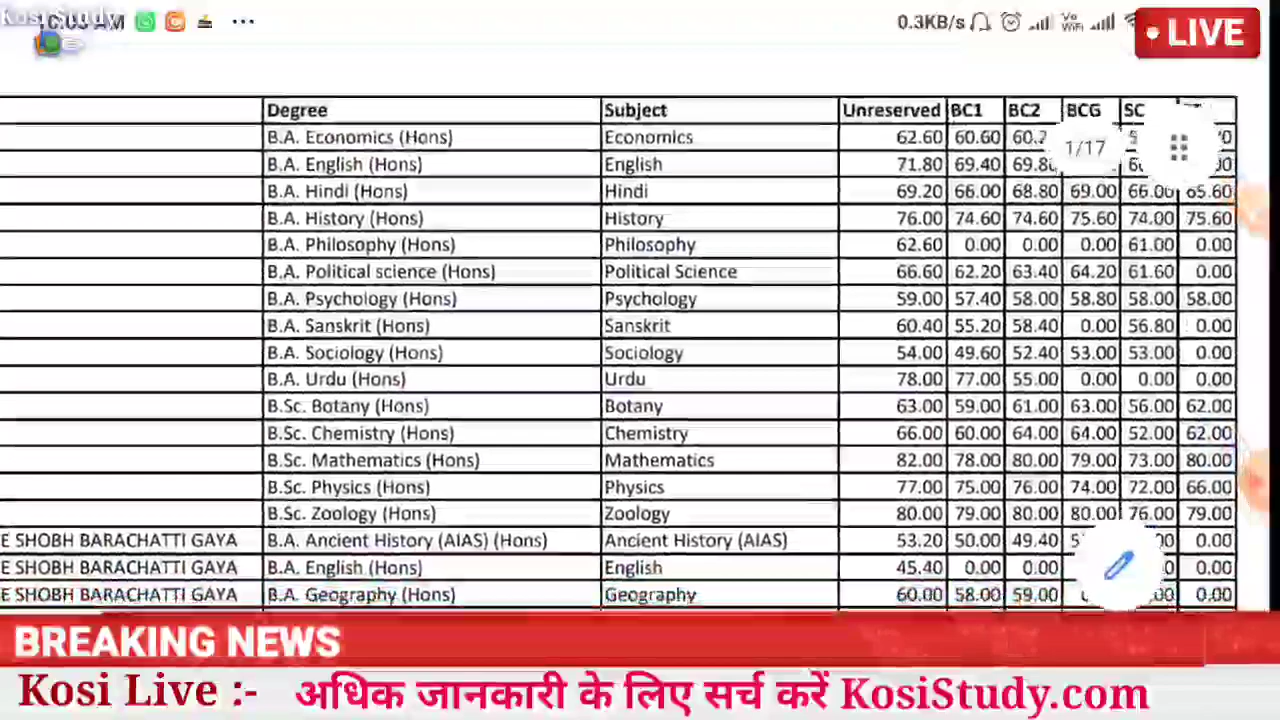 KosiStudy
0.3KB/s Vo WiFi
LIVE
Degree Subject Unreserved BC1 BC2 BCG SC
1/17
B.A. Economics (Hons) Economics 62.60 60.60
B.A. English (Hons) English 71.80 69.40 69.80
B.A. Hindi (Hons) Hindi 69.20 66.00 68.80 69.00 66.00 65.60
B.A. History (Hons) History 76.00 74.60 74.60 75.60 74.00 75.60
B.A. Philosophy (Hons) Philosophy 62.60 0.00 0.00 0.00 61.00 0.00
B.A. Political science (Hons) Political Science 66.60 62.20 63.40 64.20 61.60 0.00
B.A. Psychology (Hons) Psychology 59.00 57.40 58.00 58.80 58.00 58.00
B.A. Sanskrit (Hons) Sanskrit 60.40 55.20 58.40 0.00 56.80 0.00
B.A. Sociology (Hons) Sociology 54.00 49.60 52.40 53.00 53.00 0.00
B.A. Urdu (Hons) Urdu 78.00 77.00 55.00 0.00 0.00 0.00
B.Sc. Botany (Hons) Botany 63.00 59.00 61.00 63.00 56.00 62.00
B.Sc. Chemistry (Hons) Chemistry 66.00 60.00 64.00 64.00 52.00 62.00
B.Sc. Mathematics (Hons) Mathematics 82.00 78.00 80.00 79.00 73.00 80.00
B.Sc. Physics (Hons) Physics 77.00 75.00 76.00 74.00 72.00 66.00
B.Sc. Zoology (Hons) Zoology 80.00 79.00 80.00 80.00 76.00 79.00
E SHOBH BARACHATTI GAYA B.A. Ancient History (AIAS) (Hons) Ancient History (AIAS) 53.20 50.00 49.40 0.00
E SHOBH BARACHATTI GAYA B.A. English (Hons) English 45.40 0.00 0.00 0.00
E SHOBH BARACHATTI GAYA B.A. Geography (Hons) Geography 60.00 58.00 59.00 0.00
BREAKING NEWS
Kosi Live :- अधिक जानकारी के लिए सर्च करें KosiStudy.com